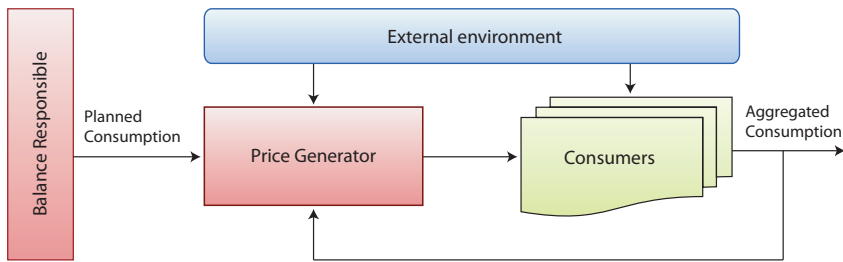 Balance Responsible
External environment
Planned
Consumption
Price Generator
Consumers
Aggregated
Consumption